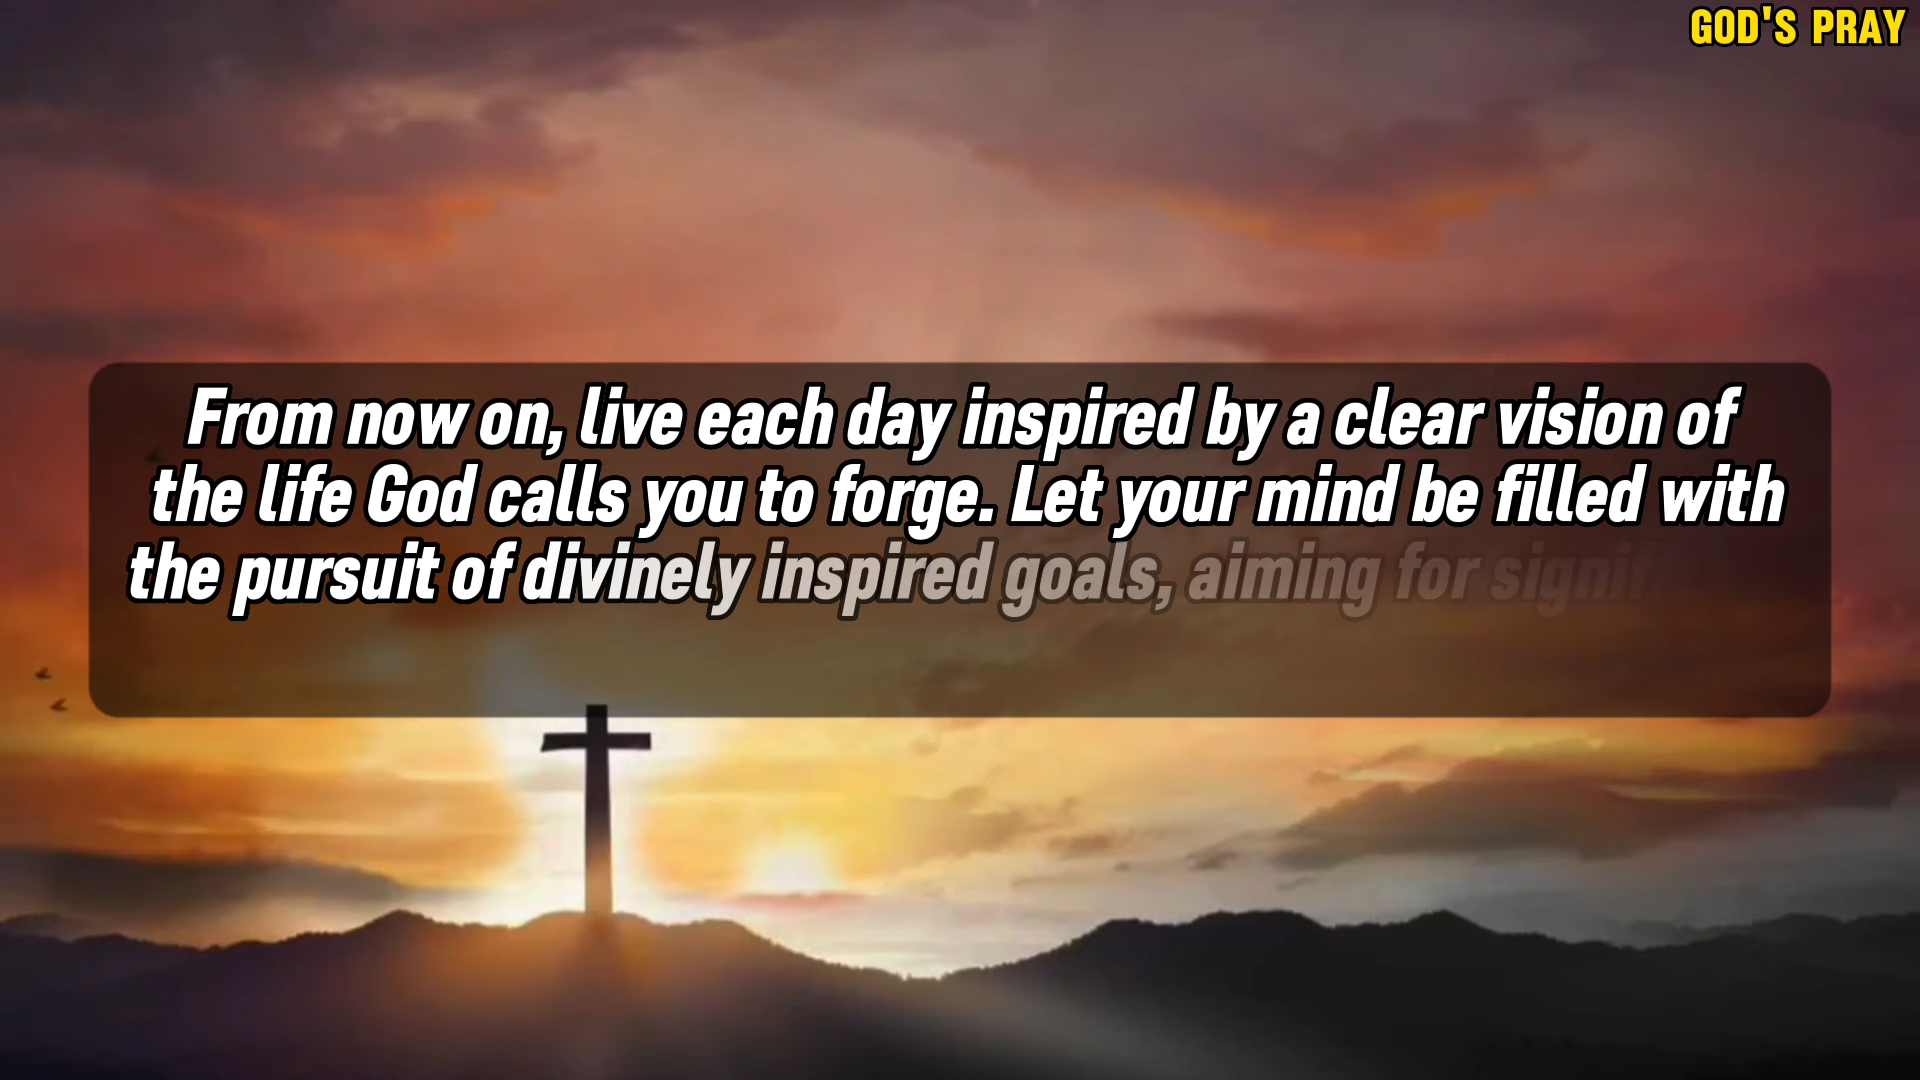 GOD'S PRAY
From now on, live each day inspired by a clear vision of
the life God calls you to forge. Let your mind be filled with
the pursuit of divinely inspired goals, aiming for